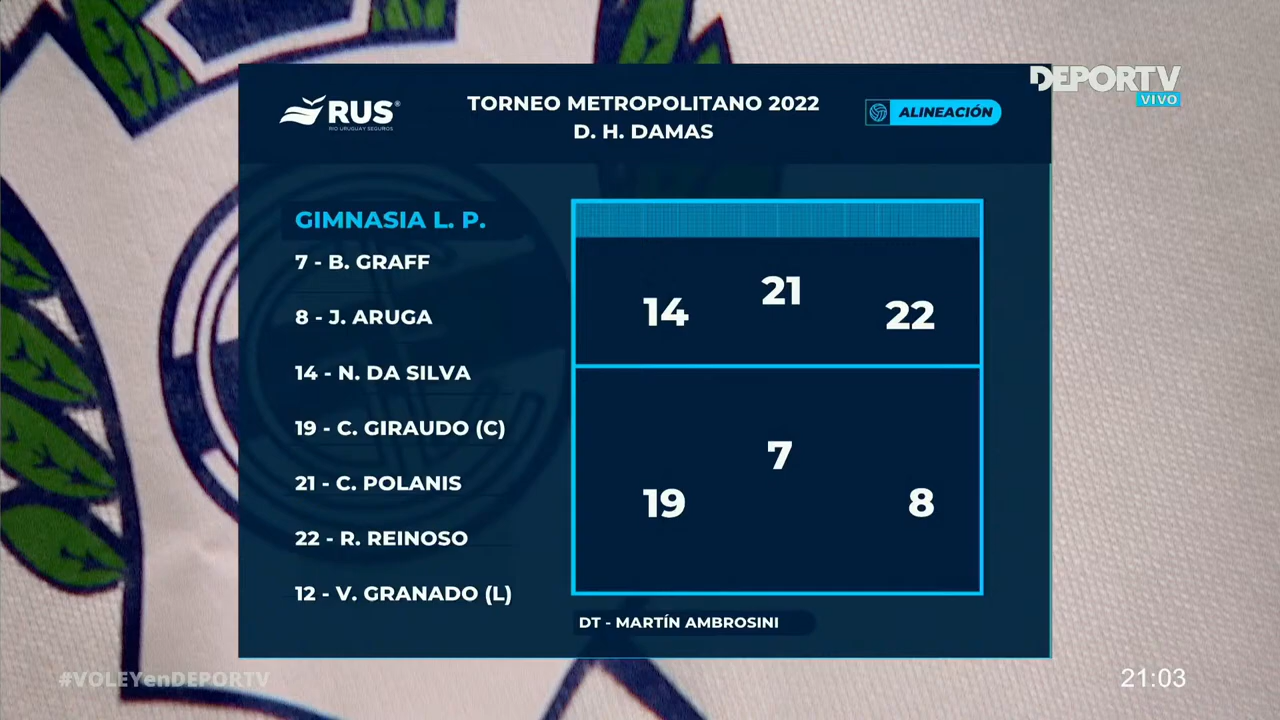 DEPORTV
VIVO
RUS®
RIO URUGUAY SEGUROS
TORNEO METROPOLITANO 2022
D. H. DAMAS
ALINEACIÓN
GIMNASIA L. P.
7 - B. GRAFF
8 - J. ARUGA
14 - N. DA SILVA
19 - C. GIRAUDO (C)
21 - C. POLANIS
22 - R. REINOSO
12 - V. GRANADO (L)
14
21
22
19
7
8
DT - MARTÍN AMBROSINI
#VOLEYenDEPORTV
21:03